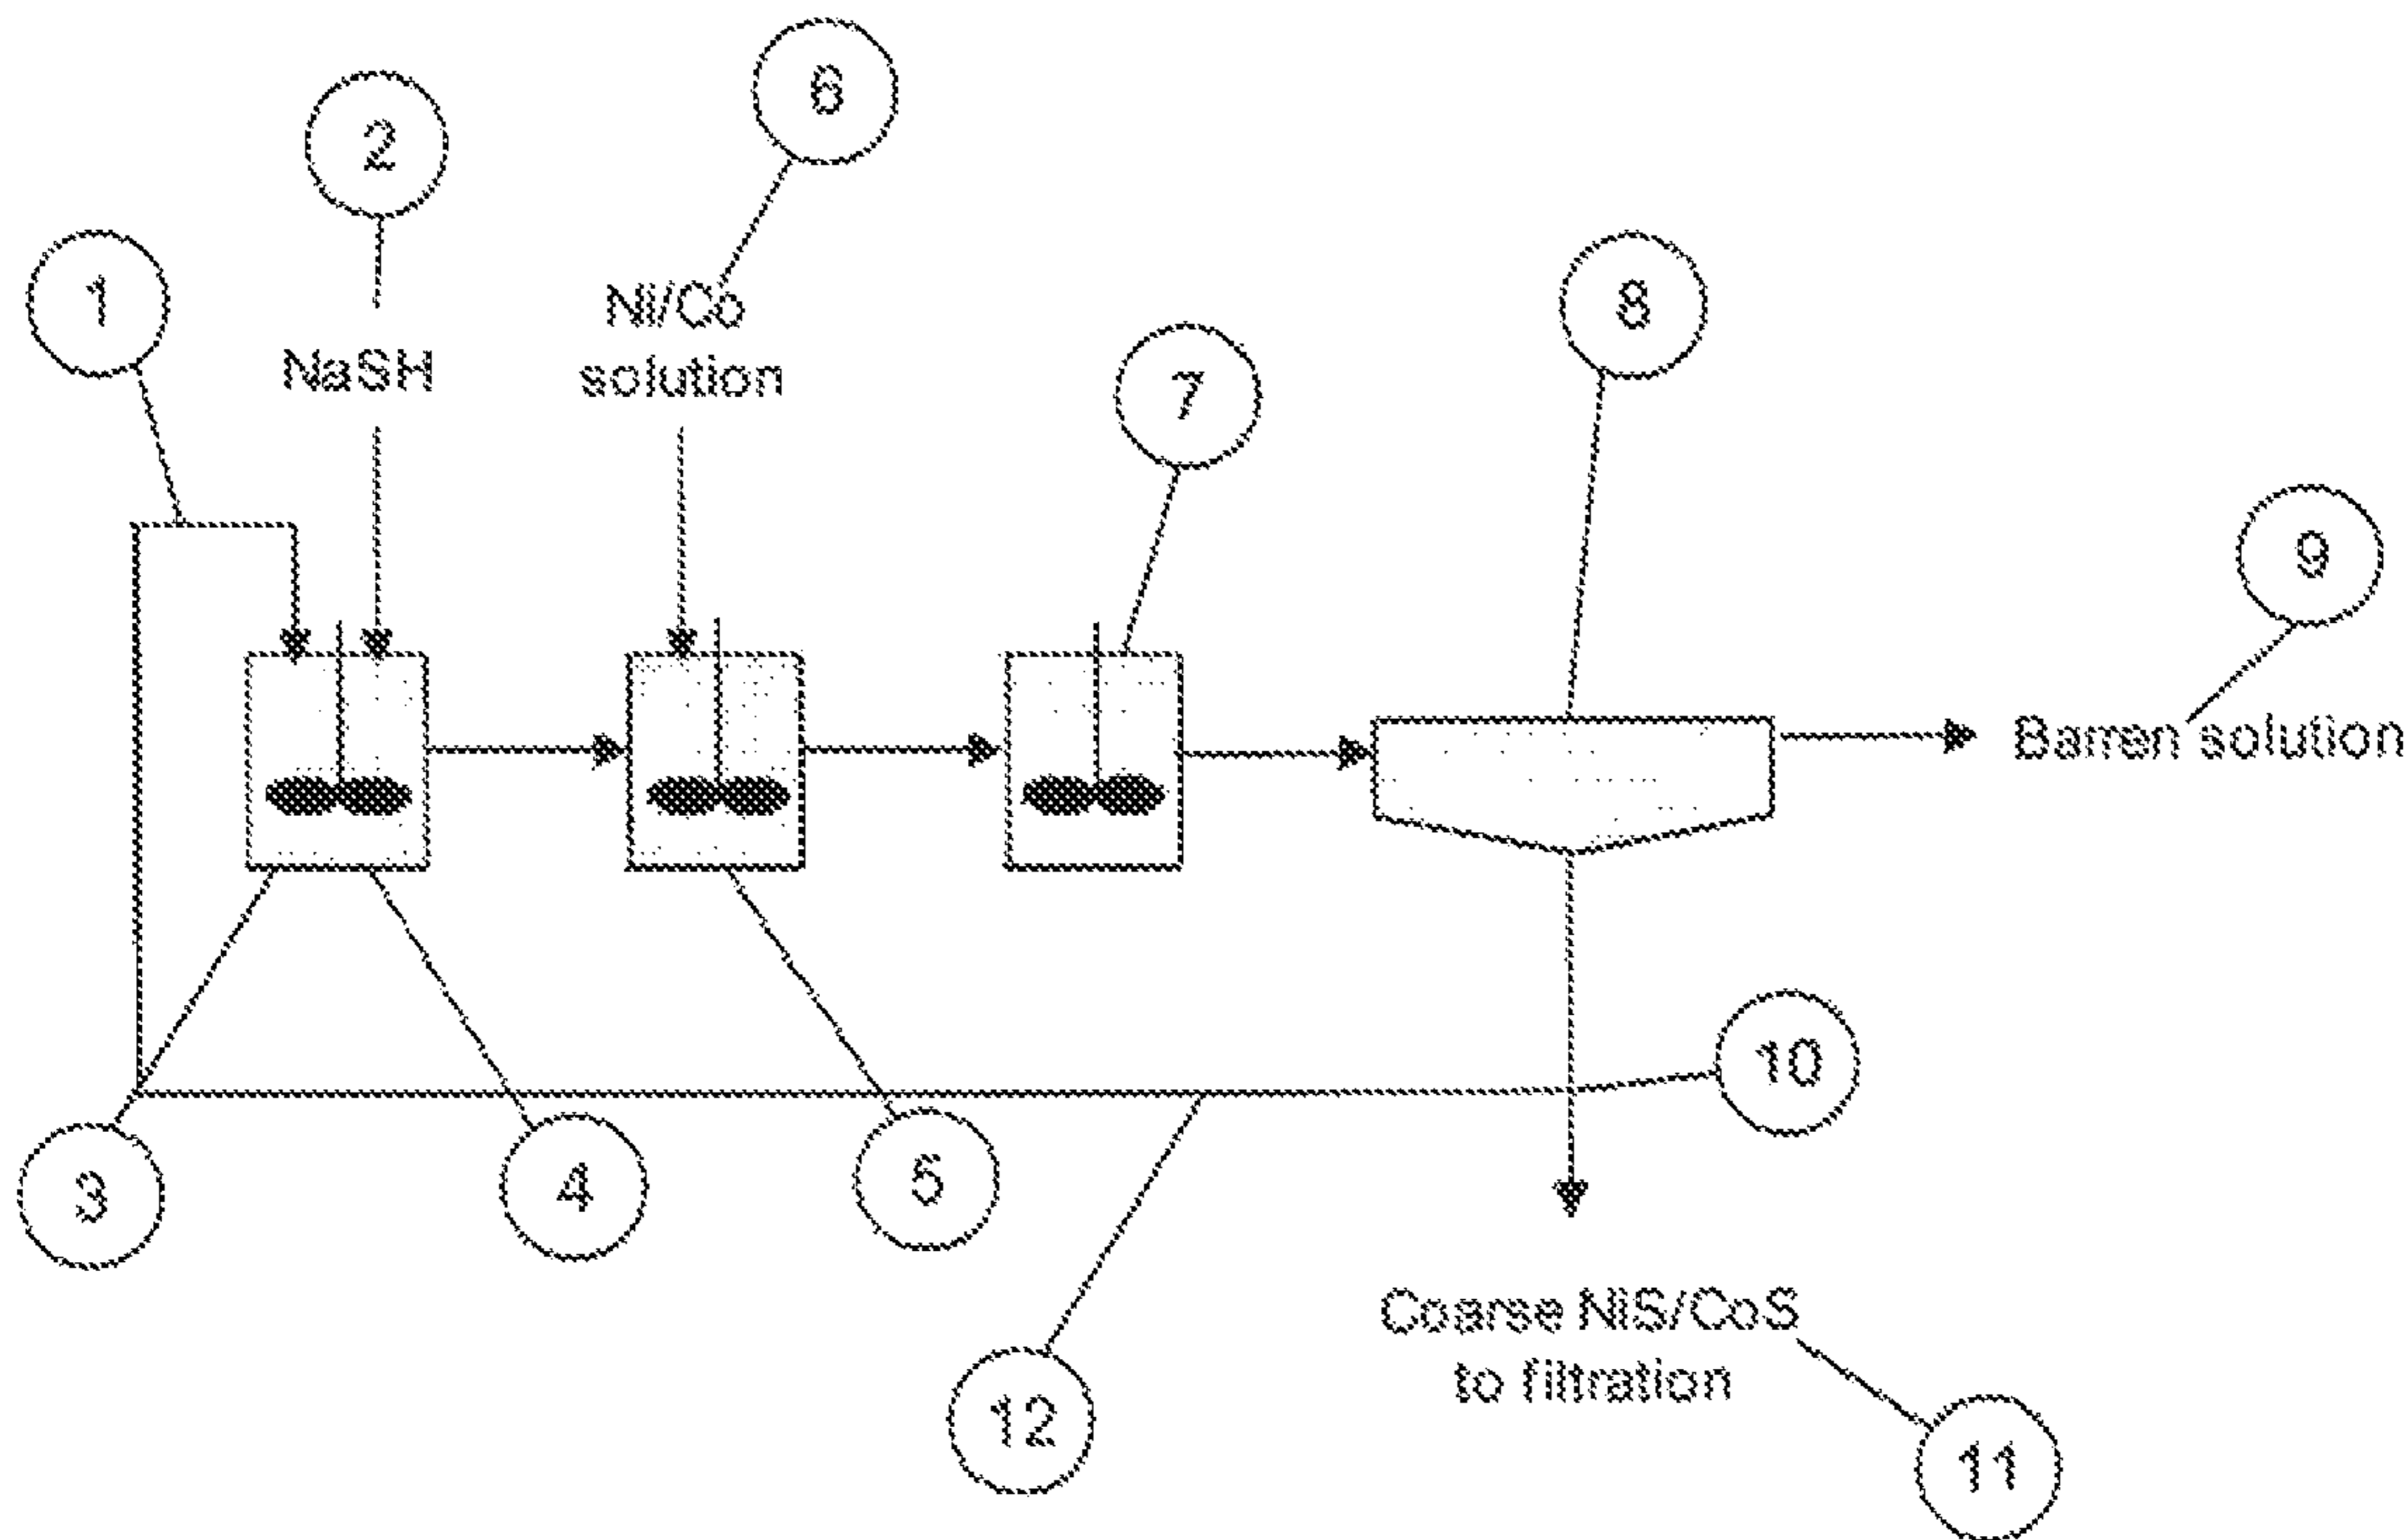 6
2
1
Ni/Co
solution
8
NaSH
7
9
Barren solution
10
3
4
5
Coarse NiS/CoS
to filtration
12
11